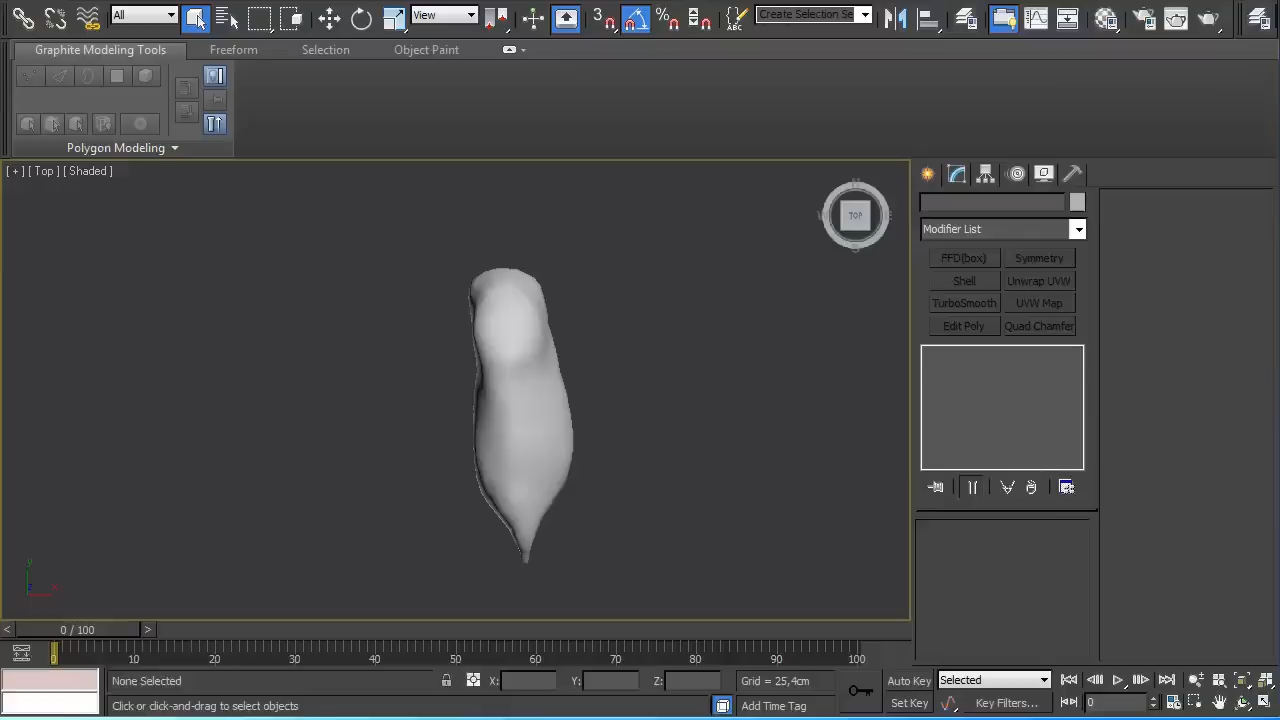 All
View
3
ABC
Create Selection Se
Graphite Modeling Tools
Freeform
Selection
Object Paint
Polygon Modeling
[ + ] [ Top ] [ Shaded ]
TOP
Modifier List
FFD(box)
Symmetry
Shell
Unwrap UVW
TurboSmooth
UVW Map
Edit Poly
Quad Chamfer
y
x
z
< 0 / 100 >
0 10 20 30 40 50 60 70 80 90 100
None Selected
X:
Y:
Z:
Grid = 25,4cm
Auto Key
Selected
Click or click-and-drag to select objects
Add Time Tag
Set Key
Key Filters...
0